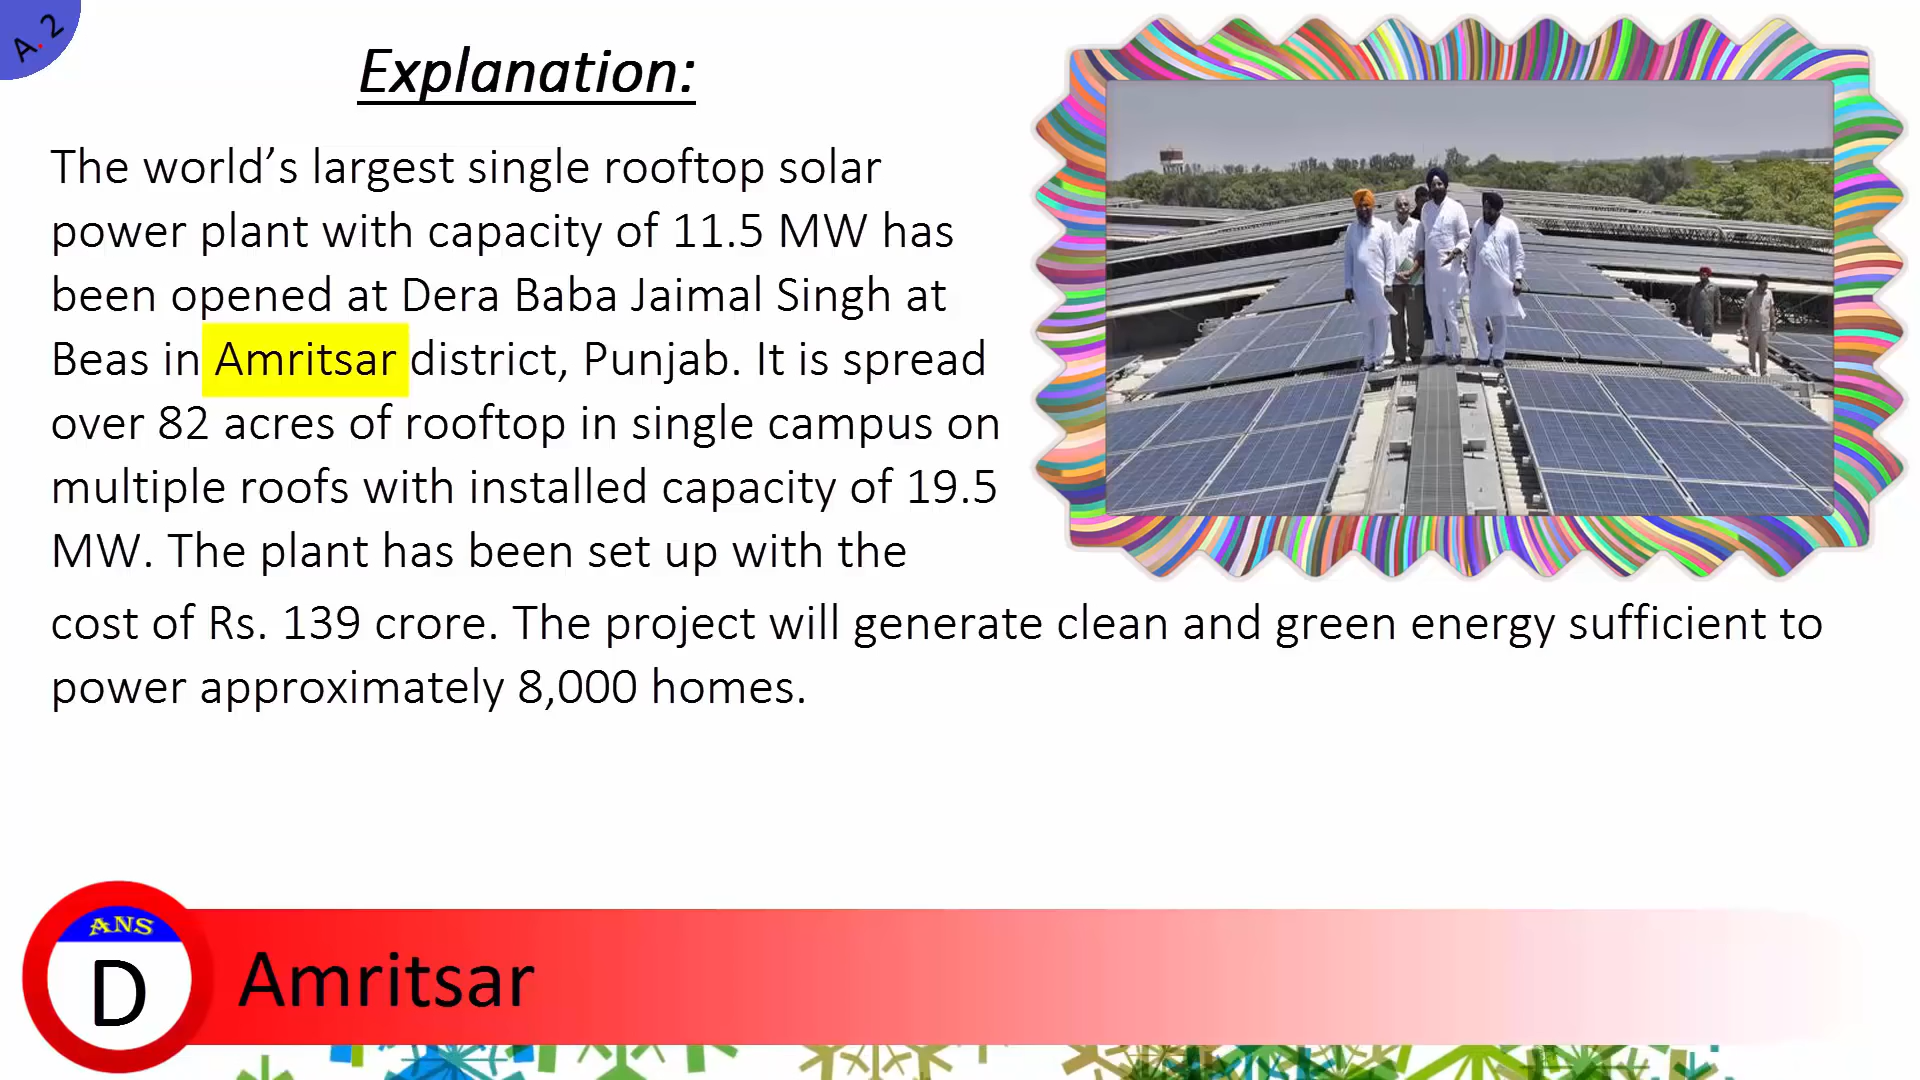 A. 2
Explanation:
The world’s largest single rooftop solar
power plant with capacity of 11.5 MW has
been opened at Dera Baba Jaimal Singh at
Beas in Amritsar district, Punjab. It is spread
over 82 acres of rooftop in single campus on
multiple roofs with installed capacity of 19.5
MW. The plant has been set up with the
cost of Rs. 139 crore. The project will generate clean and green energy sufficient to
power approximately 8,000 homes.
ANS
D
Amritsar